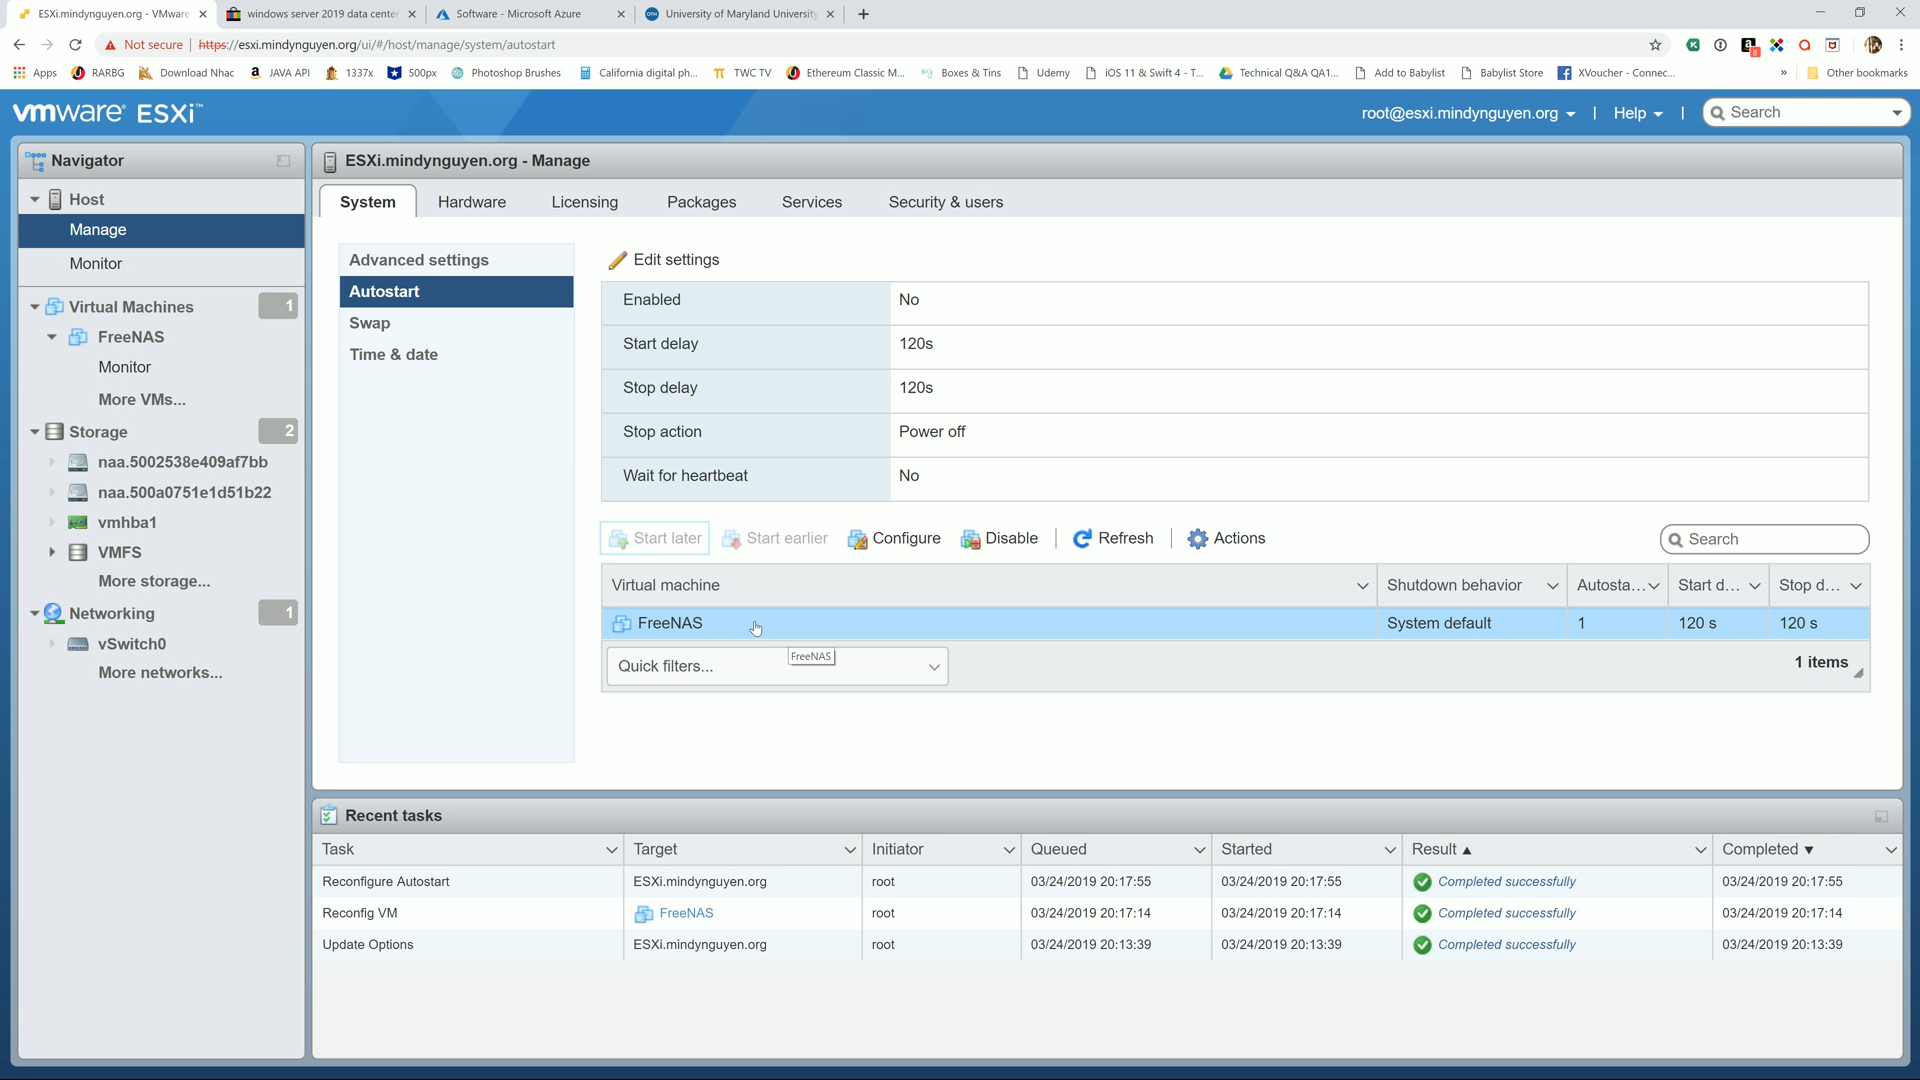 ESXi.mindynguyen.org - VMware
windows server 2019 data center
Software - Microsoft Azure
University of Maryland University
Not secure
https://esxi.mindynguyen.org/ui/#/host/manage/system/autostart
8
Apps
RARBG
Download Nhac
JAVA API
1337x
500px
Photoshop Brushes
California digital ph...
TWC TV
Ethereum Classic M...
Boxes & Tins
Udemy
iOS 11 & Swift 4 - T...
Technical Q&A QA1...
Add to Babylist
Babylist Store
XVoucher - Connec...
»
Other bookmarks
vmware® ESXi™
root@esxi.mindynguyen.org
Help
Search
Navigator
Host
Manage
Monitor
Virtual Machines 1
FreeNAS
Monitor
More VMs...
Storage 2
naa.5002538e409af7bb
naa.500a0751e1d51b22
vmhba1
VMFS
More storage...
Networking 1
vSwitch0
More networks...
ESXi.mindynguyen.org - Manage
System Hardware Licensing Packages Services Security & users
Advanced settings
Autostart
Swap
Time & date
Edit settings
Enabled No
Start delay 120s
Stop delay 120s
Stop action Power off
Wait for heartbeat No
Start later Start earlier Configure Disable Refresh Actions Search
Virtual machine Shutdown behavior Autosta... Start d... Stop d...
FreeNAS System default 1 120 s 120 s
FreeNAS
Quick filters... 1 items
Recent tasks
Task Target Initiator Queued Started Result ▲ Completed ▼
Reconfigure Autostart ESXi.mindynguyen.org root 03/24/2019 20:17:55 03/24/2019 20:17:55 Completed successfully 03/24/2019 20:17:55
Reconfig VM FreeNAS root 03/24/2019 20:17:14 03/24/2019 20:17:14 Completed successfully 03/24/2019 20:17:14
Update Options ESXi.mindynguyen.org root 03/24/2019 20:13:39 03/24/2019 20:13:39 Completed successfully 03/24/2019 20:13:39